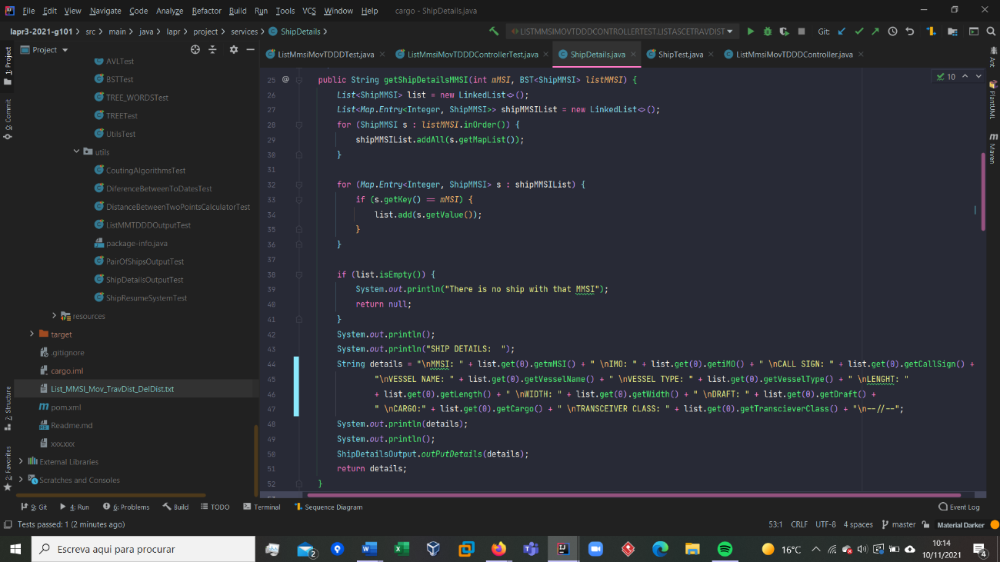 File Edit View Navigate Code Analyze Refactor Build Run Tools VCS Window Help cargo - ShipDetails.java
lapr3-2021-g101 > src > main > java > lapr > project > services > ShipDetails >
LISTMMSIMOVTDDDCONTROLLERTEST.LISTASCETRAVDIST
Git:
Project
ListMmsiMovTDDDTest.java
ListMmsiMovTDDDControllerTest.java
ShipDetails.java
ShipTest.java
ListMmsiMovTDDDController.java
1: Project
0: Commit
7: Structure
2: Favorites
AVLTest
BSTTest
TREE_WORDSTest
TREETest
UtilsTest
utils
CoutingAlgorithmsTest
DiferenceBetweenToDatesTest
DistanceBetweenTwoPointsCalculatorTest
ListMMTDDDOutputTest
package-info.java
PairOfShipsOutputTest
ShipDetailsOutputTest
ShipResumeSystemTest
resources
target
.gitignore
cargo.iml
List_MMSI_Mov_TravDist_DelDist.txt
pom.xml
Readme.md
xxx.xxx
External Libraries
Scratches and Consoles
10
25 @ public String getShipDetailsMMSI(int mMSI, BST<ShipMMSI> listMMSI) {
26 List<ShipMMSI> list = new LinkedList<>();
27 List<Map.Entry<Integer, ShipMMSI>> shipMMSIList = new LinkedList<>();
28 for (ShipMMSI s : listMMSI.inOrder()) {
29 shipMMSIList.addAll(s.getMapList());
30 }
31
32 for (Map.Entry<Integer, ShipMMSI> s : shipMMSIList) {
33 if (s.getKey() == mMSI) {
34 list.add(s.getValue());
35 }
36 }
37
38 if (list.isEmpty()) {
39 System.out.println("There is no ship with that MMSI");
40 return null;
41 }
42 System.out.println();
43 System.out.println("SHIP DETAILS:  ");
44 String details = "\nMMSI: " + list.get(0).getmMSI() + " \nIMO: " + list.get(0).getiMO() + " \nCALL SIGN: " + list.get(0).getCallSign() +
45 "\nVESSEL NAME: " + list.get(0).getVesselName() + " \nVESSEL TYPE: " + list.get(0).getVesselType() + " \nLENGHT: "
46 + list.get(0).getLength() + " \nWIDTH: " + list.get(0).getWidth() + " \nDRAFT: " + list.get(0).getDraft() +
47 " \nCARGO:" + list.get(0).getCargo() + " \nTRANSCEIVER CLASS: " + list.get(0).getTranscieverClass() + "\n--//--";
48 System.out.println(details);
49 System.out.println();
50 ShipDetailsOutput.outPutDetails(details);
51 return details;
52 }
Ant
PlantUML
Maven
9: Git 4: Run 6: Problems Build TODO Terminal Sequence Diagram Event Log
Tests passed: 1 (2 minutes ago) 53:1 CRLF UTF-8 4 spaces master Material Darker
Escreva aqui para procurar
2
16°C
10:14
10/11/2021
4